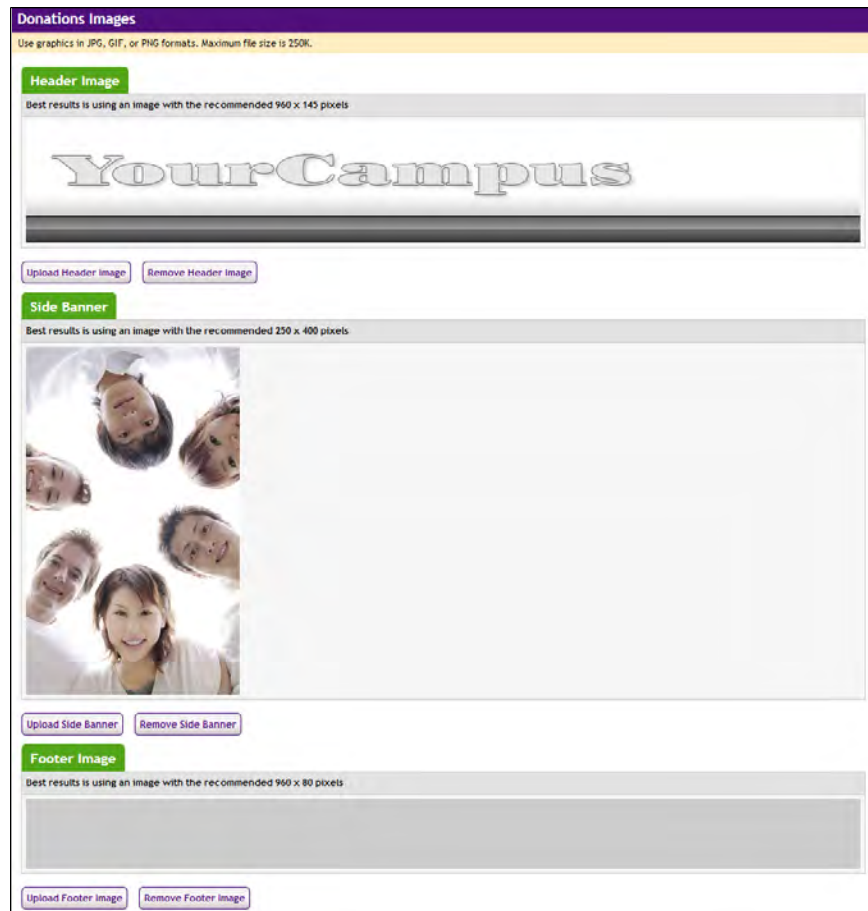 Donations Images
Use graphics in JPG, GIF, or PNG formats. Maximum file size is 250K.
Header Image
Best results is using an image with the recommended 960 x 145 pixels
YourCampus
Upload Header Image Remove Header Image
Side Banner
Best results is using an image with the recommended 250 x 400 pixels
Upload Side Banner Remove Side Banner
Footer Image
Best results is using an image with the recommended 960 x 80 pixels
Upload Footer Image Remove Footer Image